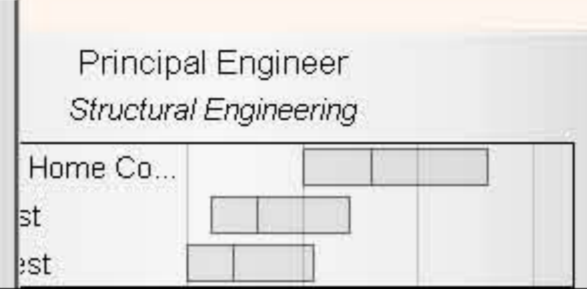 Principal Engineer
Structural Engineering
Home Co...
st
est